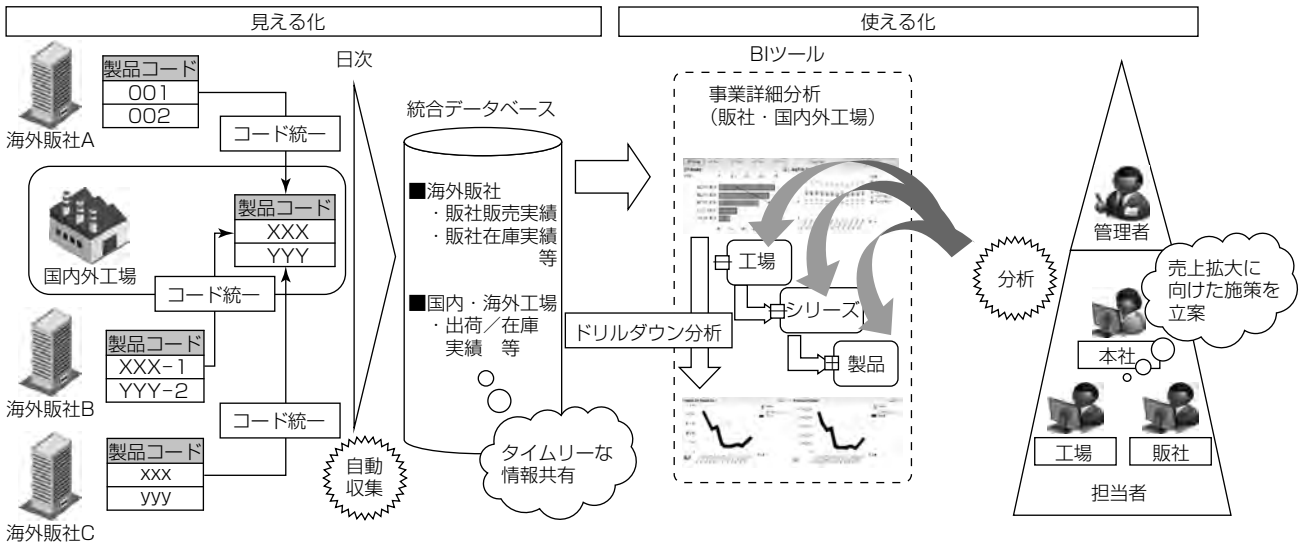 見える化
使える化
海外販社A
製品コード
001
002
コード統一
国内外工場
製品コード
XXX
YYY
コード統一
海外販社B
製品コード
XXX-1
YYY-2
コード統一
海外販社C
製品コード
xxx
yyy
日次
自動
収集
統合データベース
■海外販社
・販社販売実績
・販社在庫実績
等
■国内・海外工場
・出荷/在庫
実績 等
タイムリーな
情報共有
BIツール
事業詳細分析
(販社・国内外工場)
工場
シリーズ
製品
ドリルダウン分析
分析
管理者
売上拡大に
向けた施策を
立案
本社
工場
販社
担当者